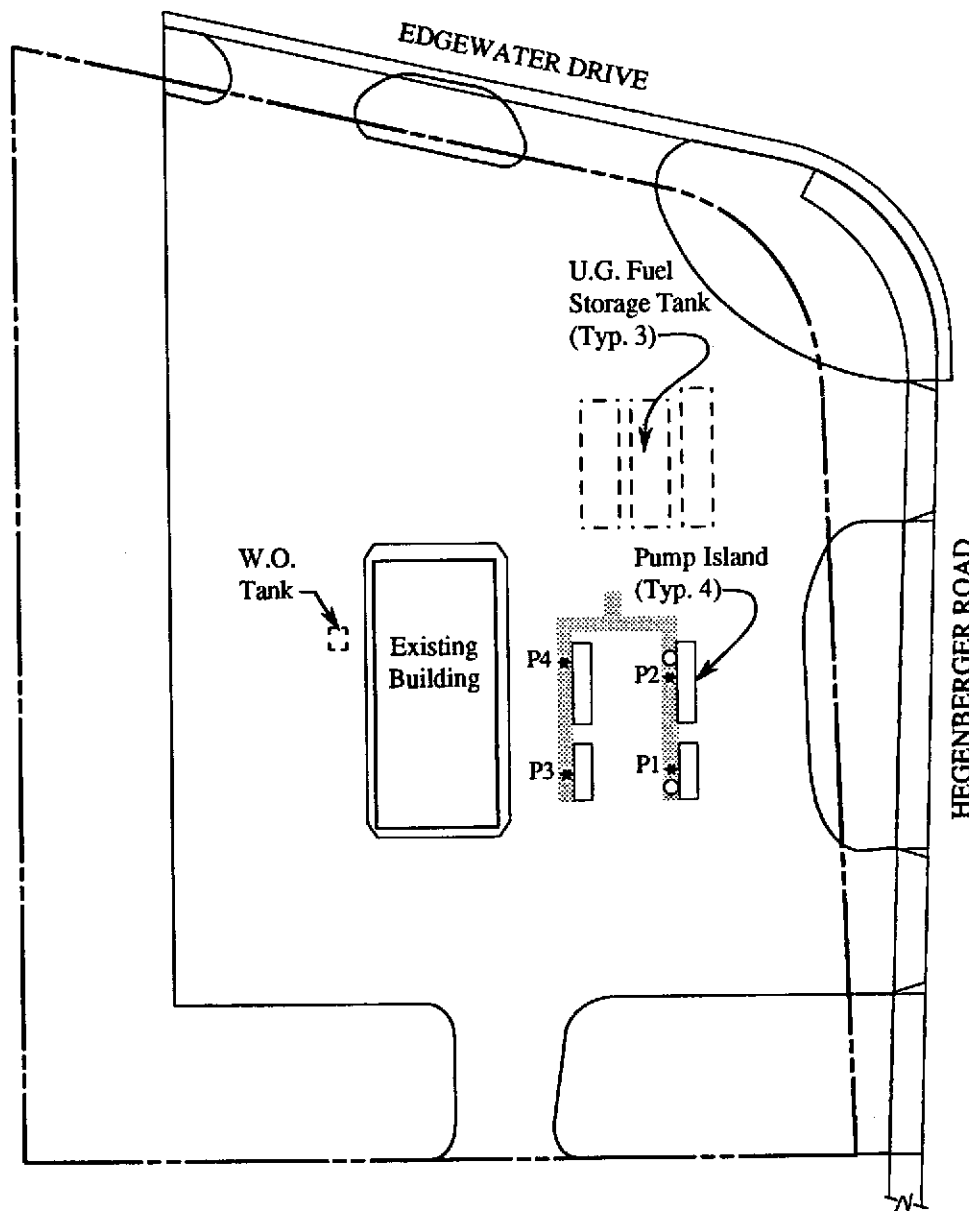 EDGEWATER DRIVE
U.G. Fuel
Storage Tank
(Typ. 3)
W.O.
Tank
Pump Island
(Typ. 4)
Existing
Building
P4
P2
P3
P1
HEGENBERGER ROAD
N